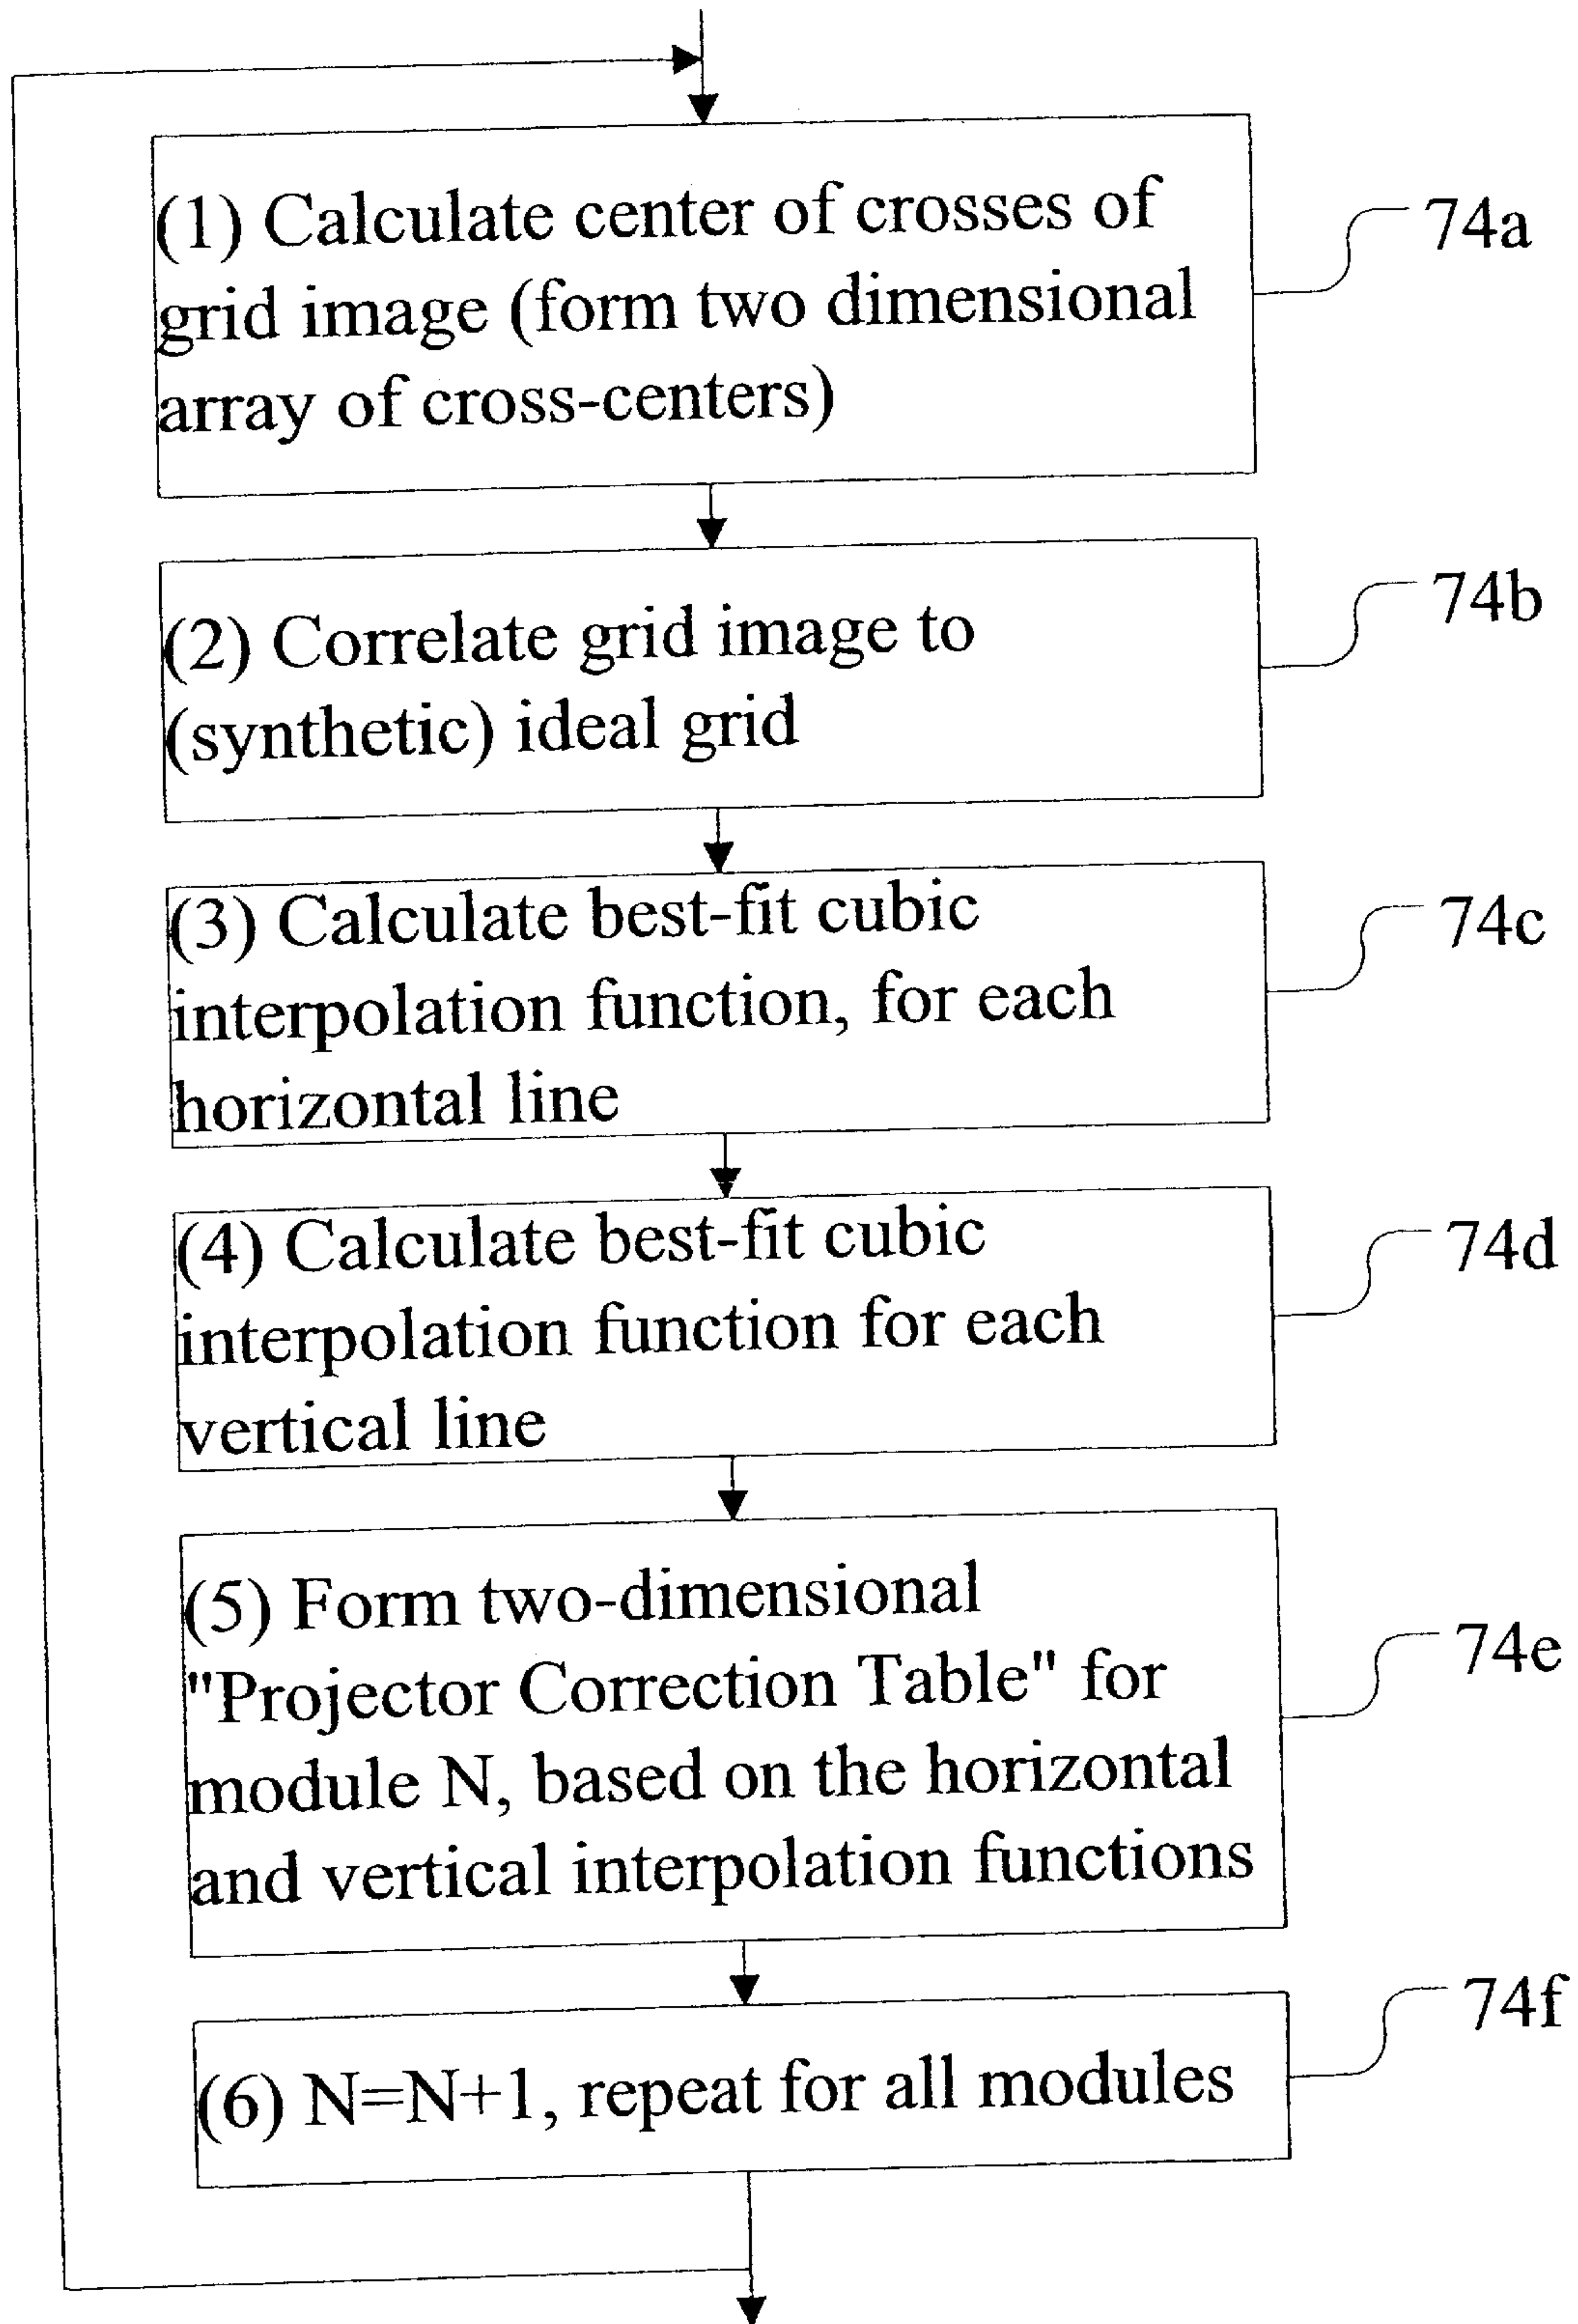 (1) Calculate center of crosses of
grid image (form two dimensional
array of cross-centers)
74a
(2) Correlate grid image to
(synthetic) ideal grid
74b
(3) Calculate best-fit cubic
interpolation function, for each
horizontal line
74c
(4) Calculate best-fit cubic
interpolation function for each
vertical line
74d
(5) Form two-dimensional
"Projector Correction Table" for
module N, based on the horizontal
and vertical interpolation functions
74e
(6) N=N+1, repeat for all modules
74f